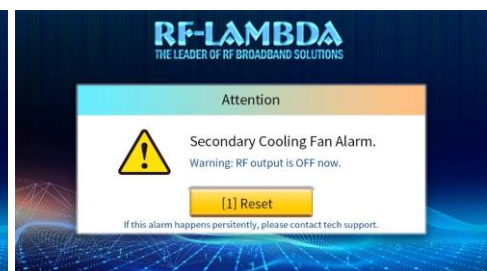 RF-LAMBDA
THE LEADER OF RF BROADBAND SOLUTIONS
Attention
Secondary Cooling Fan Alarm.
Warning: RF output is OFF now.
[1] Reset
If this alarm happens persitently, please contact tech support.